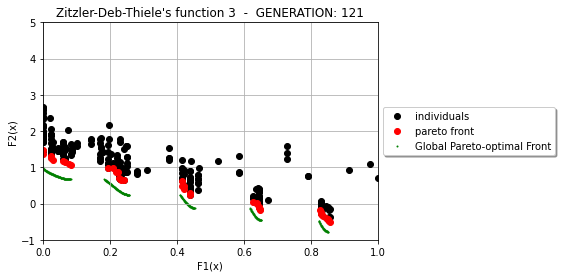 Zitzler-Deb-Thiele's function 3  -  GENERATION: 121
5
4
3
2
1
0
−1
F2(x)
0.0 0.2 0.4 0.6 0.8 1.0
F1(x)
individuals
pareto front
Global Pareto-optimal Front